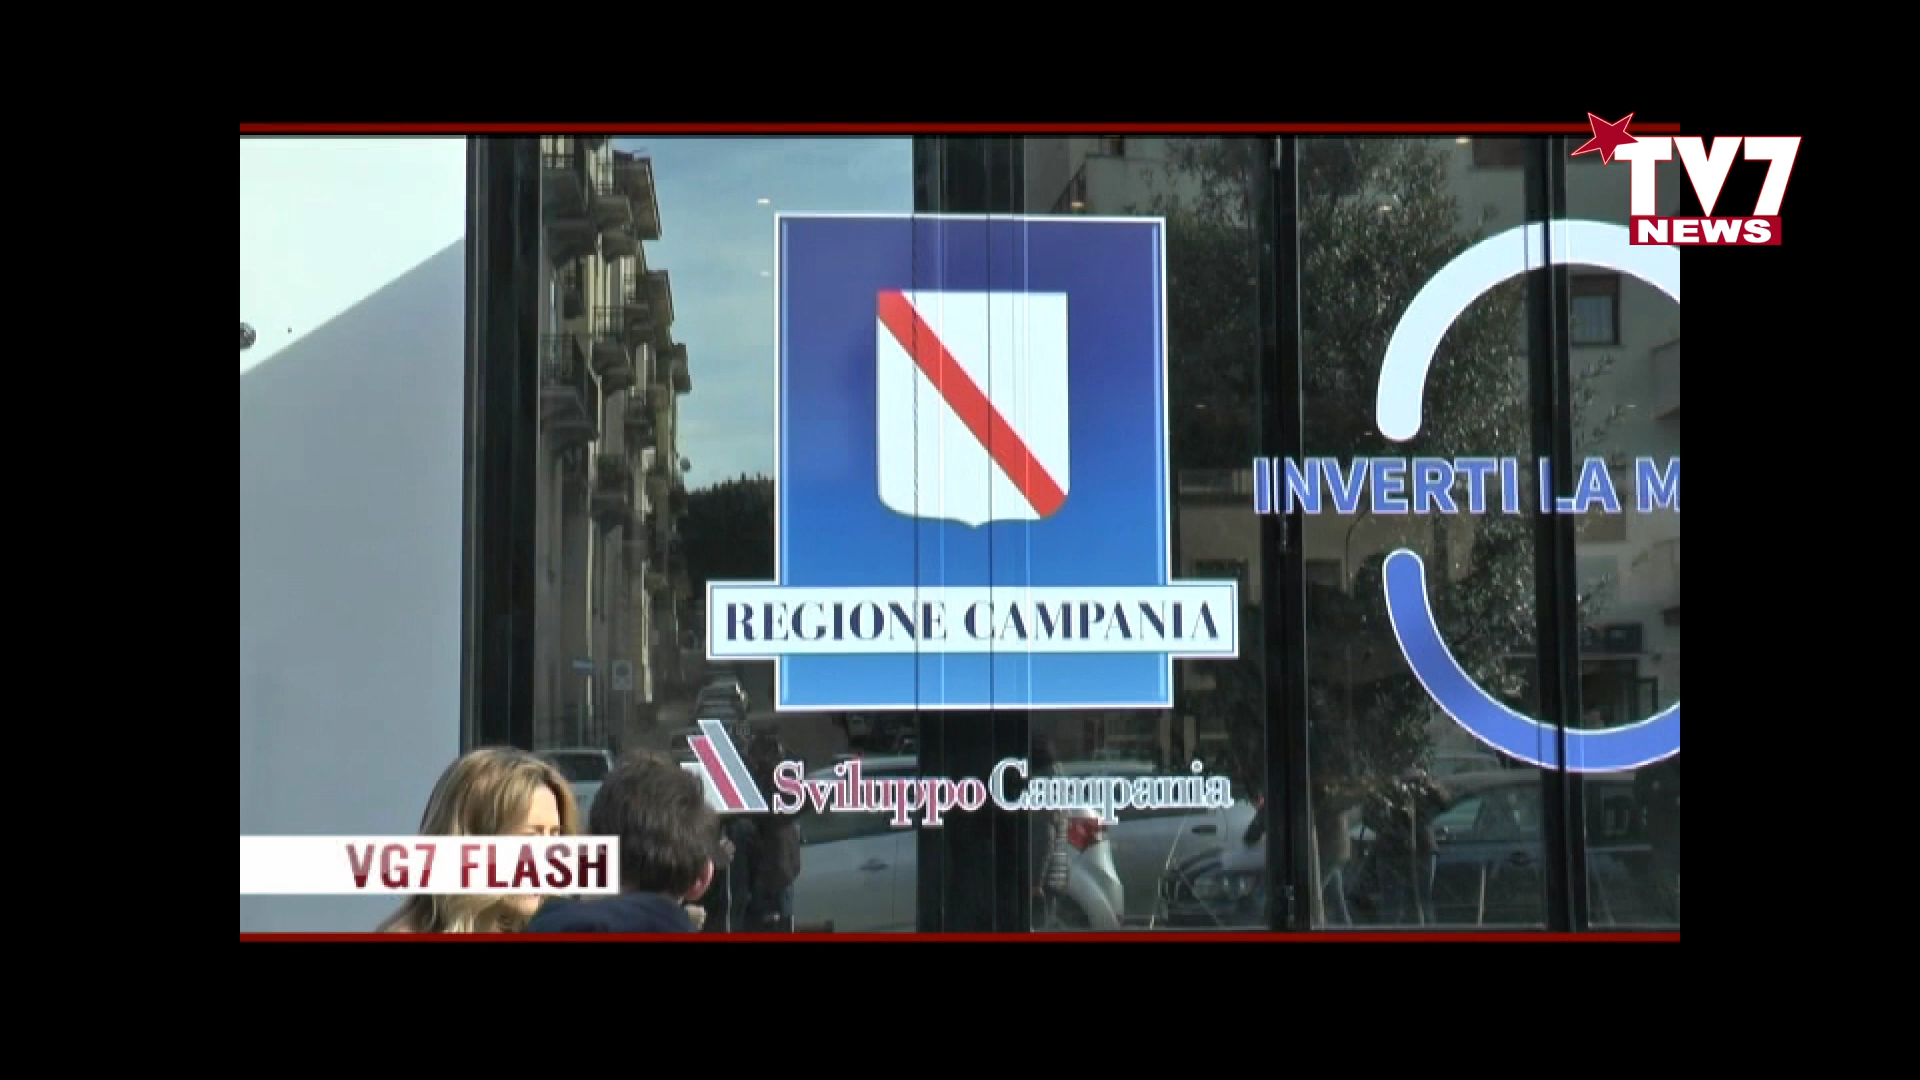 TV7
NEWS
INVERTI LA M
REGIONE CAMPANIA
Sviluppo Campania
VG7 FLASH